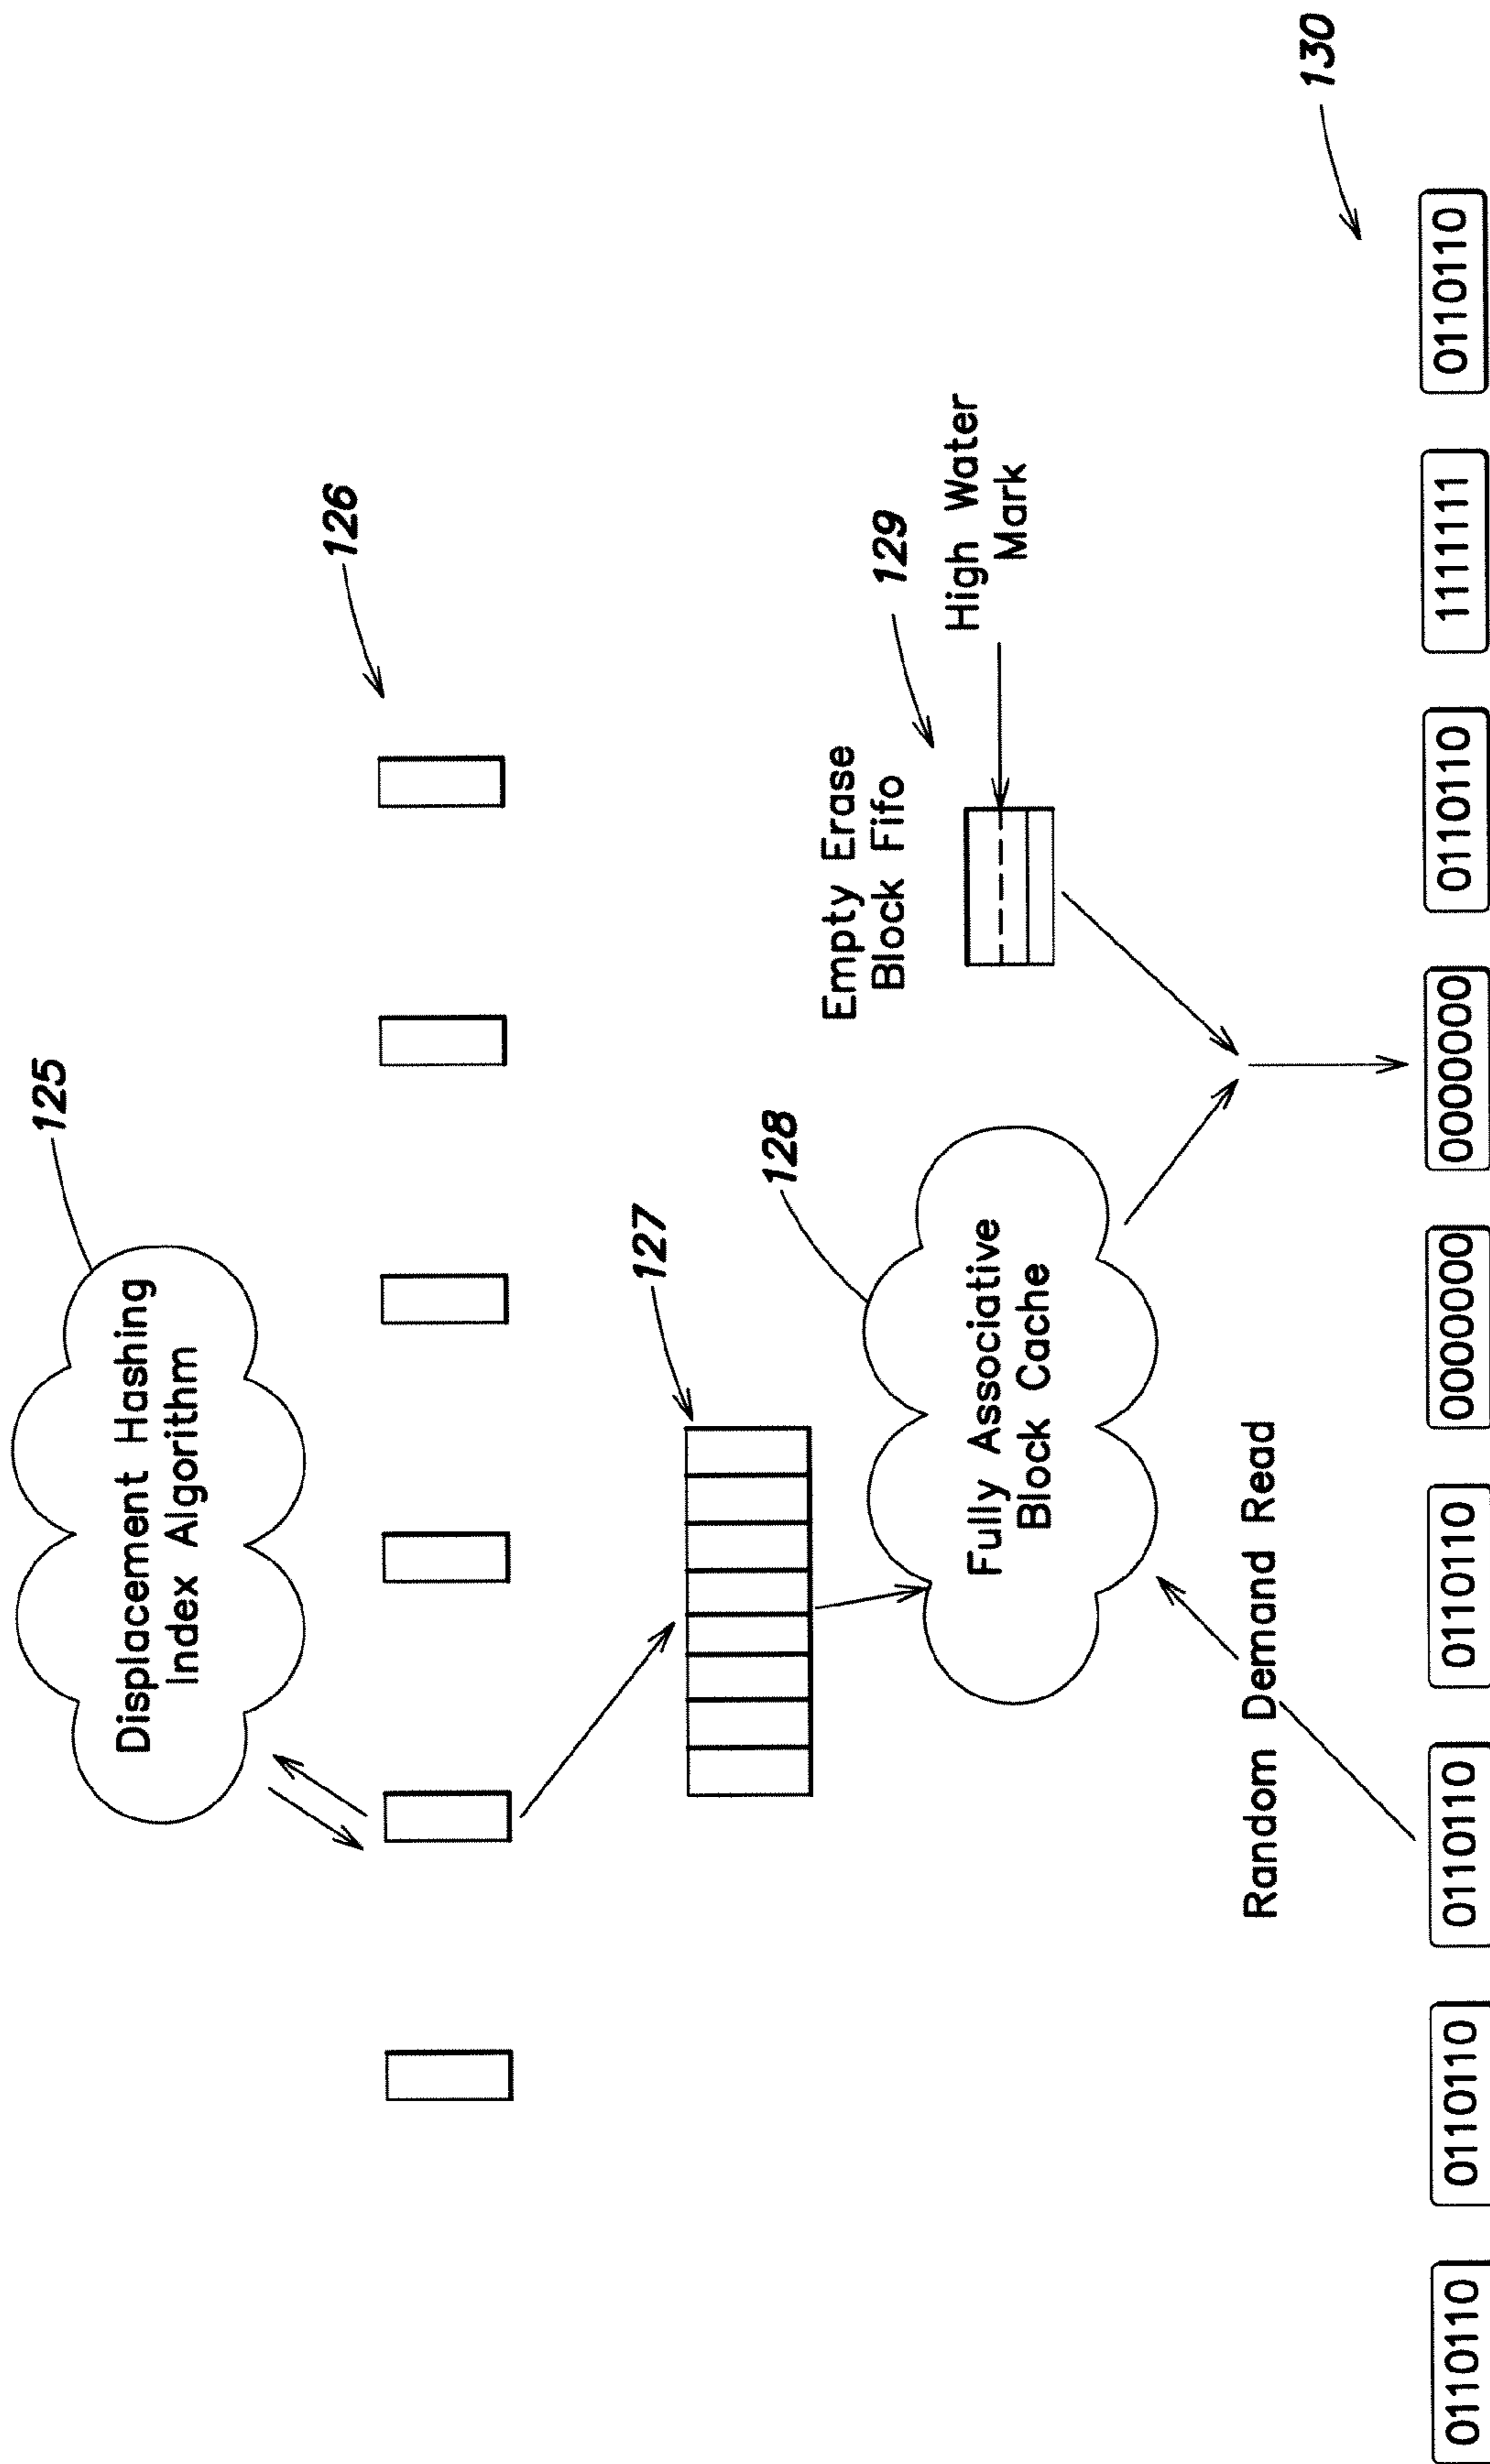 125
Displacement Hashing
Index Algorithm
126
127
128
Fully Associative
Block Cache
Empty Erase
Block Fifo
129
High Water
Mark
Random Demand Read
130
0110110 0110110 0110110 0110110 0000000 0000000 0110110 1111111 0110110